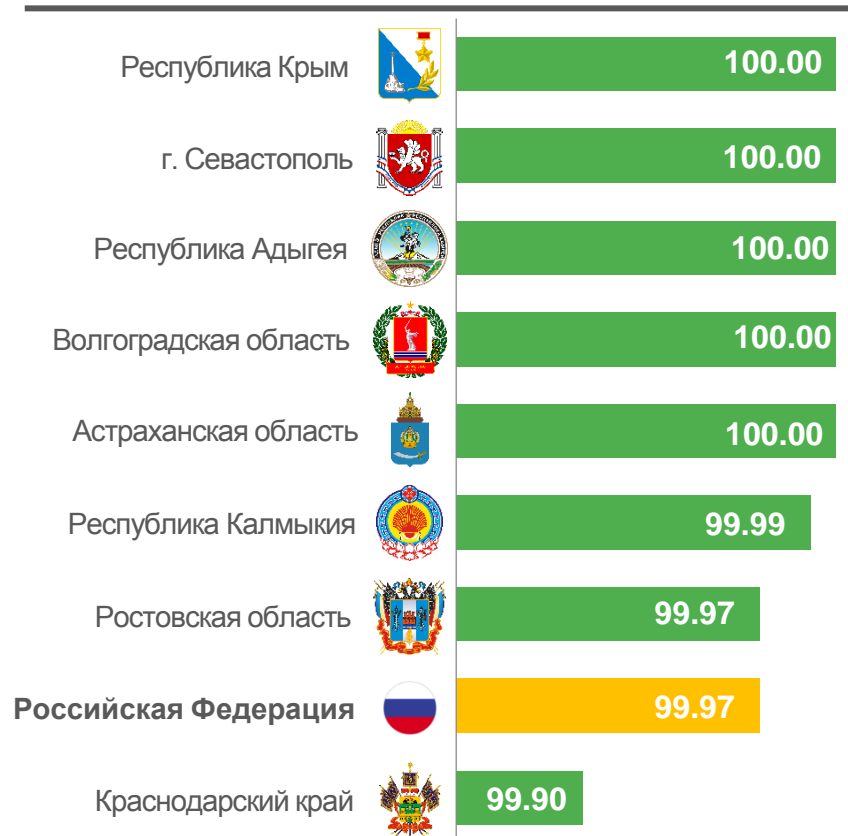 Республика Крым 100.00
г. Севастополь 100.00
Республика Адыгея 100.00
Волгоградская область 100.00
Астраханская область 100.00
Республика Калмыкия 99.99
Ростовская область 99.97
Российская Федерация 99.97
Краснодарский край 99.90